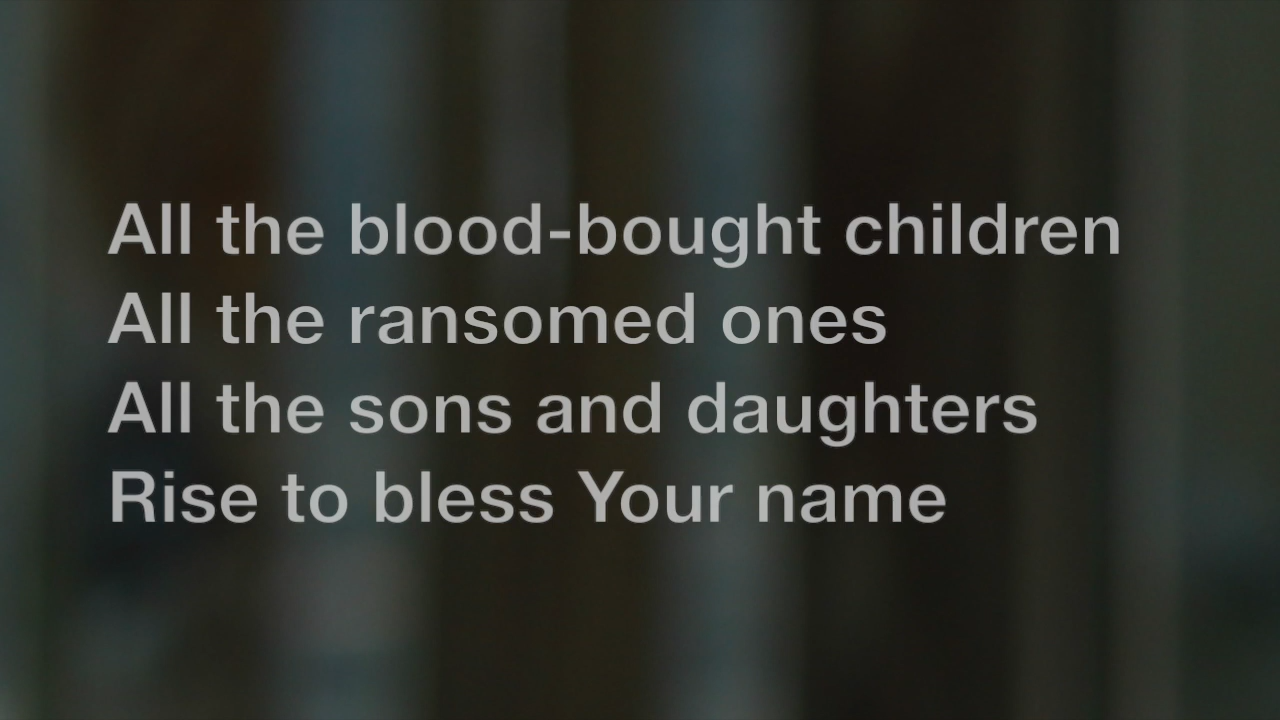 All the blood-bought children
All the ransomed ones
All the sons and daughters
Rise to bless Your name